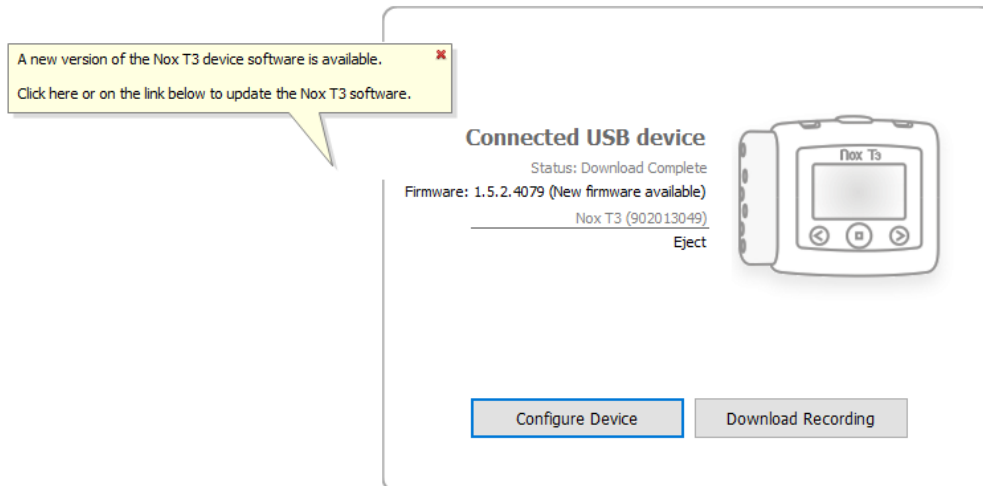 A new version of the Nox T3 device software is available.
Click here or on the link below to update the Nox T3 software.
Connected USB device
Status: Download Complete
Firmware: 1.5.2.4079 (New firmware available)
Nox T3 (902013049)
Eject
Nox T3
Configure Device
Download Recording